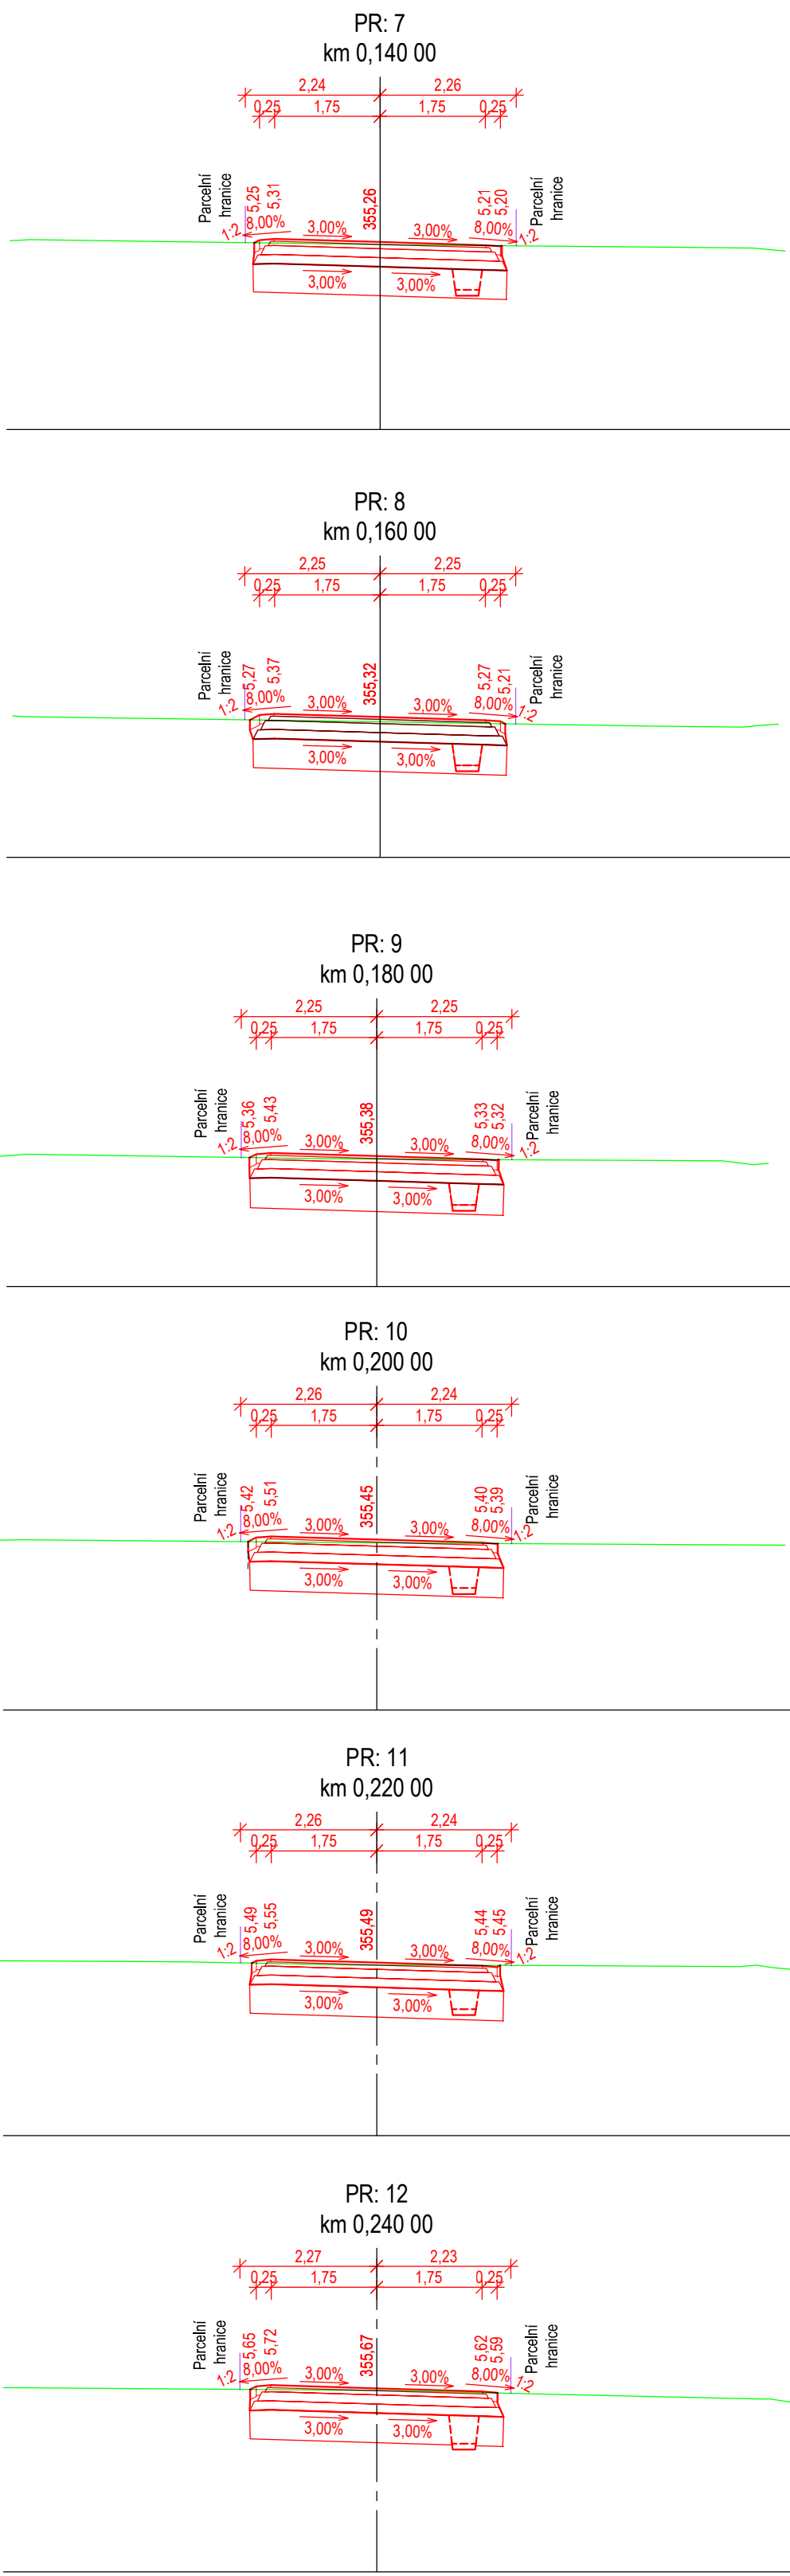 PR: 7
km 0,140 00
2,24 2,26
0,25 1,75 1,75 0,25
Parcelní
hranice
5,25
5,31
355,26
5,21
5,20
Parcelní
hranice
1:2 8,00% 3,00% 3,00% 8,00% 1:2
3,00% 3,00%
PR: 8
km 0,160 00
2,25 2,25
0,25 1,75 1,75 0,25
Parcelní
hranice
5,27
5,37
355,32
5,27
5,21
Parcelní
hranice
1:2 8,00% 3,00% 3,00% 8,00% 1:2
3,00% 3,00%
PR: 9
km 0,180 00
2,25 2,25
0,25 1,75 1,75 0,25
Parcelní
hranice
5,36
5,43
355,38
5,33
5,32
Parcelní
hranice
1:2 8,00% 3,00% 3,00% 8,00% 1:2
3,00% 3,00%
PR: 10
km 0,200 00
2,26 2,24
0,25 1,75 1,75 0,25
Parcelní
hranice
5,42
5,51
355,45
5,40
5,39
Parcelní
hranice
1:2 8,00% 3,00% 3,00% 8,00% 1:2
3,00% 3,00%
PR: 11
km 0,220 00
2,26 2,24
0,25 1,75 1,75 0,25
Parcelní
hranice
5,49
5,55
355,49
5,44
5,45
Parcelní
hranice
1:2 8,00% 3,00% 3,00% 8,00% 1:2
3,00% 3,00%
PR: 12
km 0,240 00
2,27 2,23
0,25 1,75 1,75 0,25
Parcelní
hranice
5,65
5,72
355,67
5,62
5,59
Parcelní
hranice
1:2 8,00% 3,00% 3,00% 8,00% 1:2
3,00% 3,00%